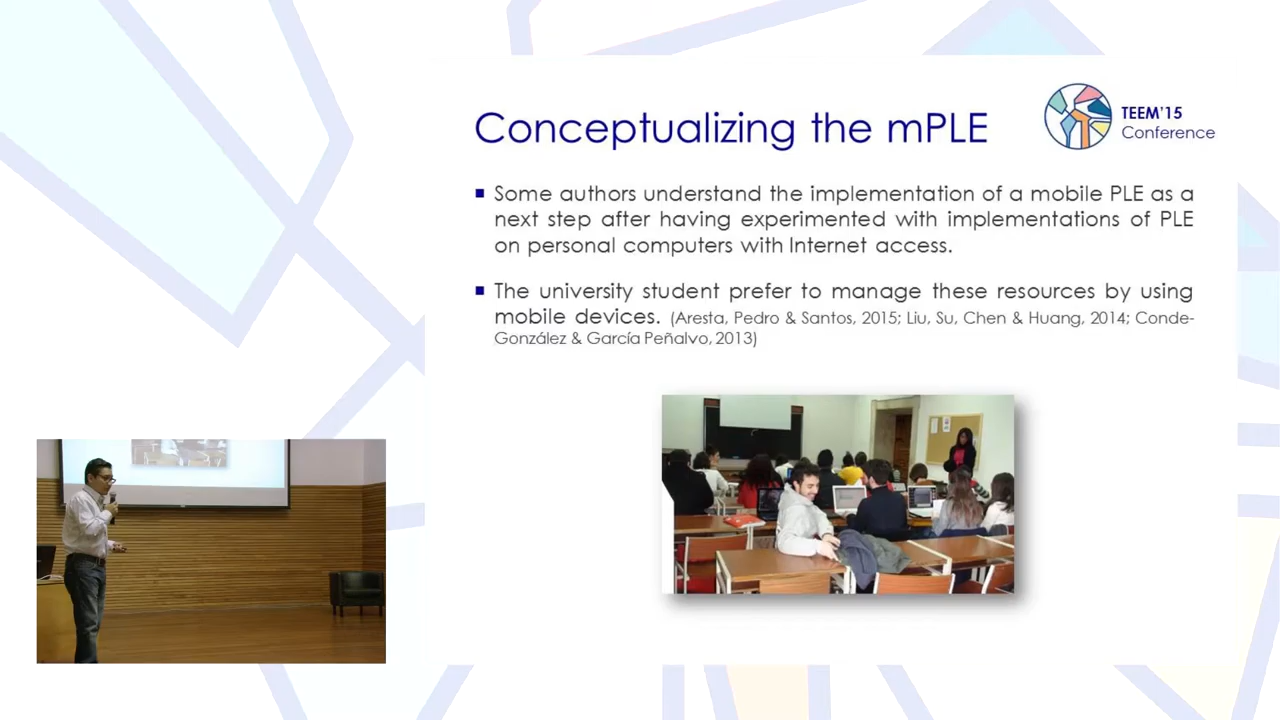 Conceptualizing the mPLE
TEEM'15
Conference
Some authors understand the implementation of a mobile PLE as a
next step after having experimented with implementations of PLE
on personal computers with Internet access.
The university student prefer to manage these resources by using
mobile devices. (Aresta, Pedro & Santos, 2015; Liu, Su, Chen & Huang, 2014; Conde-
González & García Peñalvo, 2013)